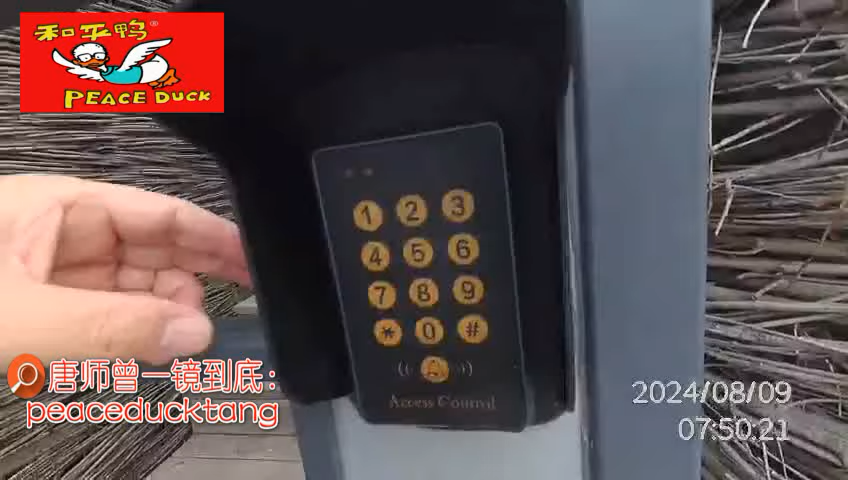 和平鸭®
PEACE DUCK
1 2 3
4 5 6
7 8 9
* 0 #
Access Control
唐师曾一镜到底:
peaceducktang
2024/08/09
07:50:21